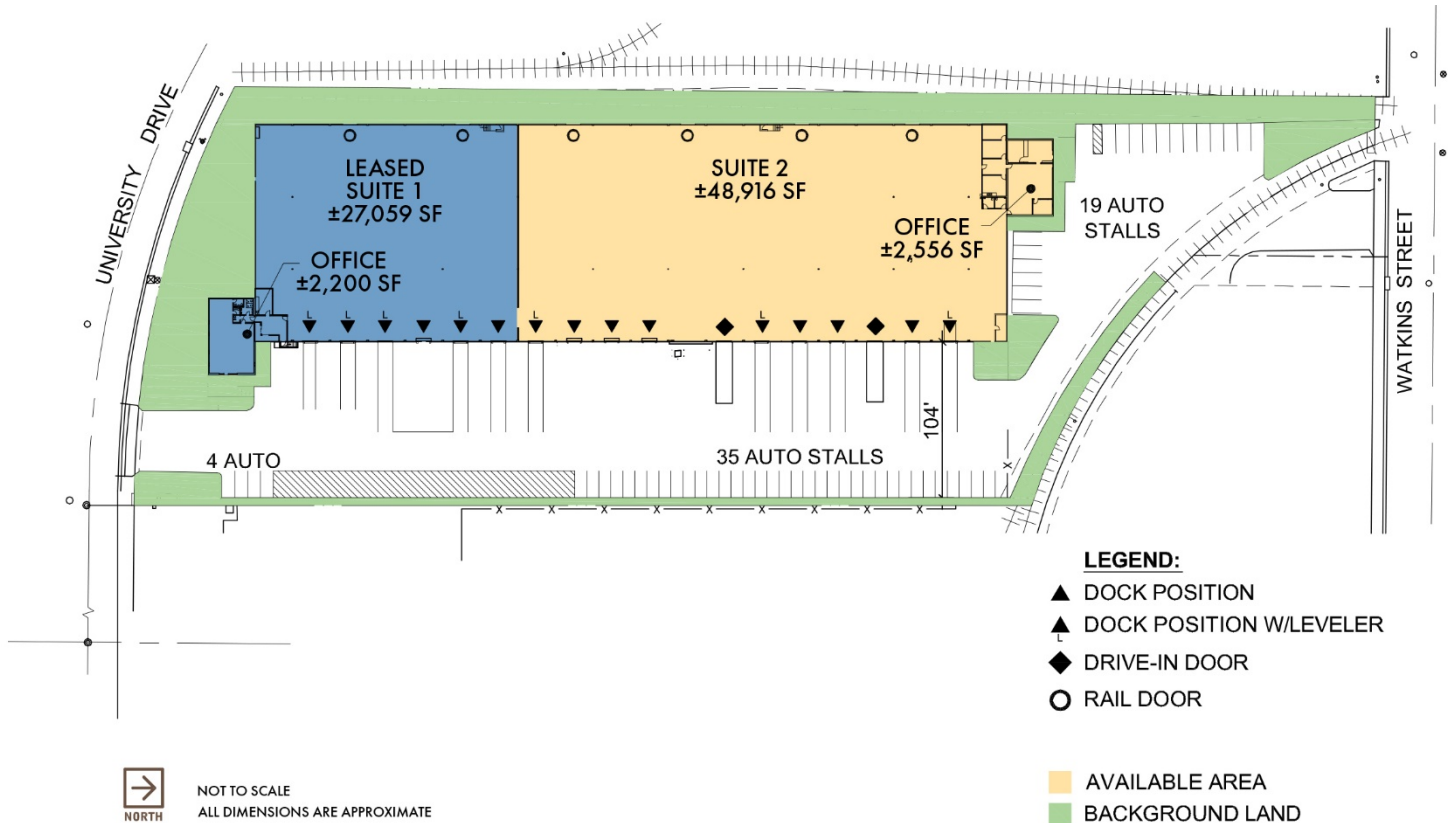 UNIVERSITY DRIVE
LEASED
SUITE 1
±27,059 SF
SUITE 2
±48,916 SF
OFFICE
±2,200 SF
OFFICE
±2,556 SF
19 AUTO
STALLS
WATKINS STREET
L
L
L
L
L
L
L
104'
4 AUTO
35 AUTO STALLS
X
X X X X X X X X X
LEGEND:
DOCK POSITION
DOCK POSITION W/LEVELER
L
DRIVE-IN DOOR
RAIL DOOR
NORTH
NOT TO SCALE
ALL DIMENSIONS ARE APPROXIMATE
AVAILABLE AREA
BACKGROUND LAND